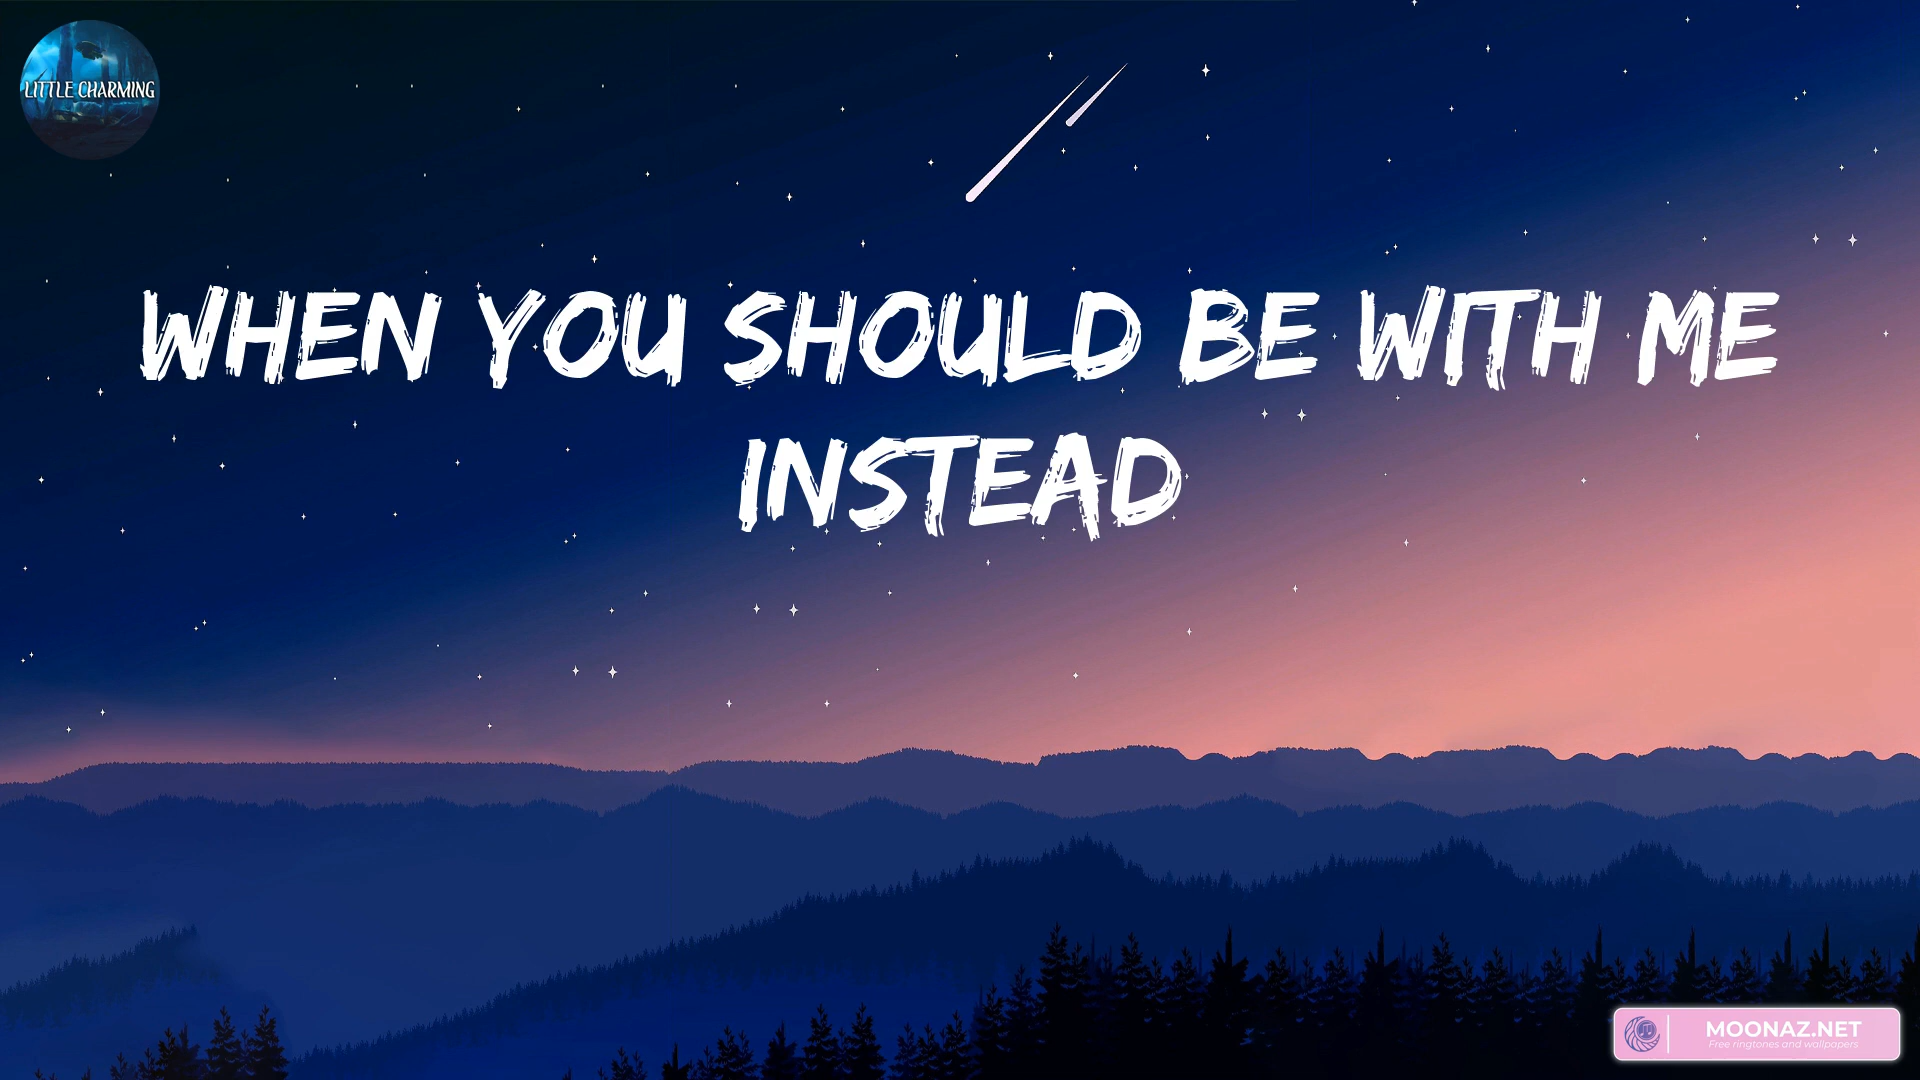 LITTLE CHARMING
WHEN YOU SHOULD BE WITH ME
INSTEAD
MOONAZ.NET
Free ringtones and wallpapers